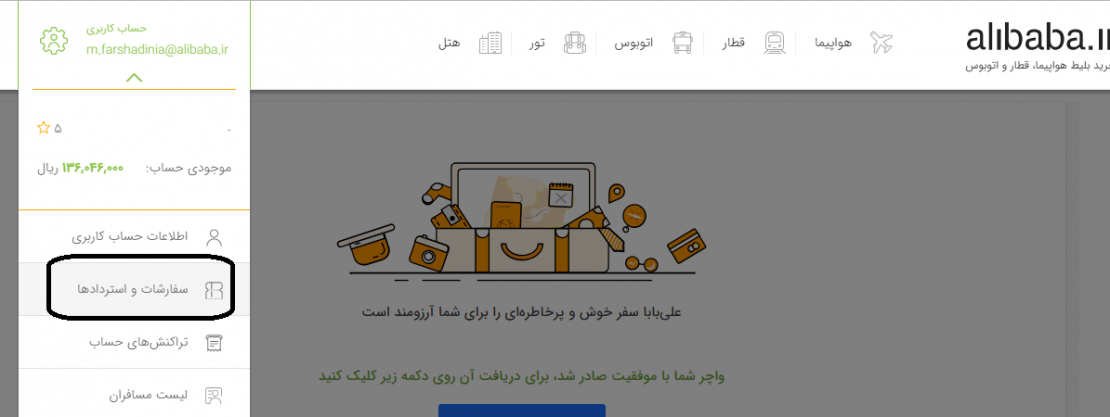 alibaba.ir
خرید بلیط هواپیما، قطار و اتوبوس
هواپیما
قطار
اتوبوس
تور
هتل
حساب کاربری
m.farshadinia@alibaba.ir
-
۵
موجودی حساب: ۱۳۶,۰۴۶,۰۰۰ ریال
اطلاعات حساب کاربری
سفارشات و استردادها
تراکنش‌های حساب
لیست مسافران
علی‌بابا سفر خوش و پرخاطره‌ای را برای شما آرزومند است
واچر شما با موفقیت صادر شد، برای دریافت آن روی دکمه زیر کلیک کنید